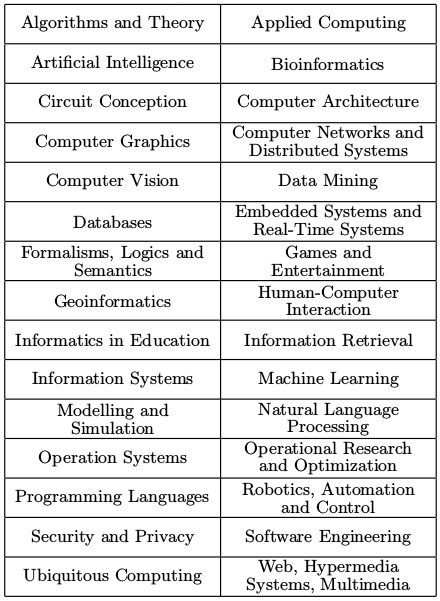 Algorithms and Theory
Applied Computing
Artificial Intelligence
Bioinformatics
Circuit Conception
Computer Architecture
Computer Graphics
Computer Networks and
Distributed Systems
Computer Vision
Data Mining
Databases
Embedded Systems and
Real-Time Systems
Formalisms, Logics and
Semantics
Games and
Entertainment
Geoinformatics
Human-Computer
Interaction
Informatics in Education
Information Retrieval
Information Systems
Machine Learning
Modelling and
Simulation
Natural Language
Processing
Operation Systems
Operational Research
and Optimization
Programming Languages
Robotics, Automation
and Control
Security and Privacy
Software Engineering
Ubiquitous Computing
Web, Hypermedia
Systems, Multimedia